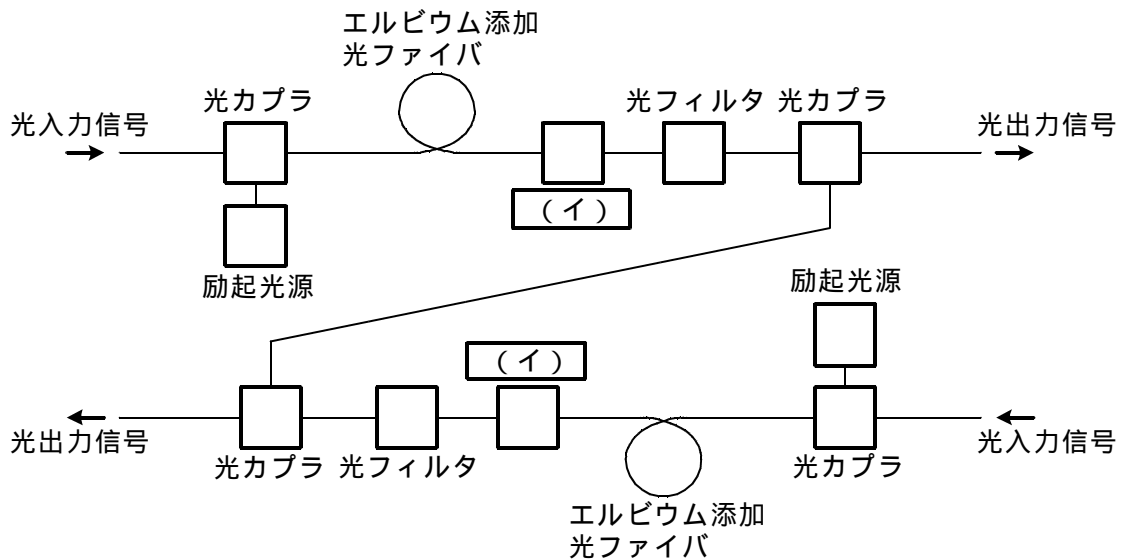 エルビウム添加
光ファイバ
光カプラ
光フィルタ
光カプラ
光入力信号
光出力信号
（イ）
励起光源
励起光源
（イ）
光出力信号
光入力信号
光カプラ
光フィルタ
光カプラ
エルビウム添加
光ファイバ